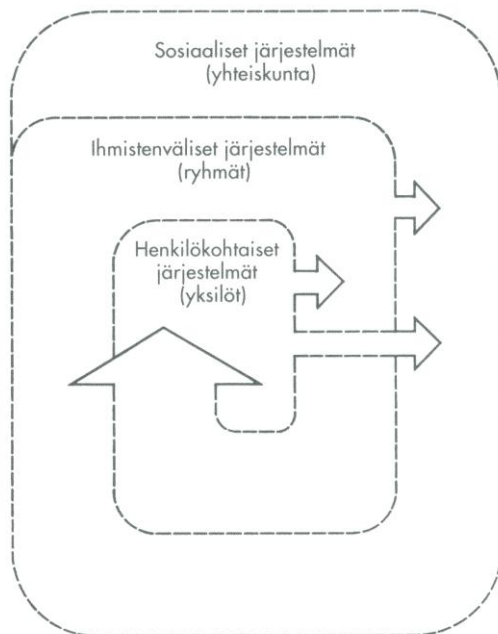 Sosiaaliset järjestelmät
(yhteiskunta)
Ihmistenväliset järjestelmät
(ryhmät)
Henkilökohtaiset
järjestelmät
(yksilöt)